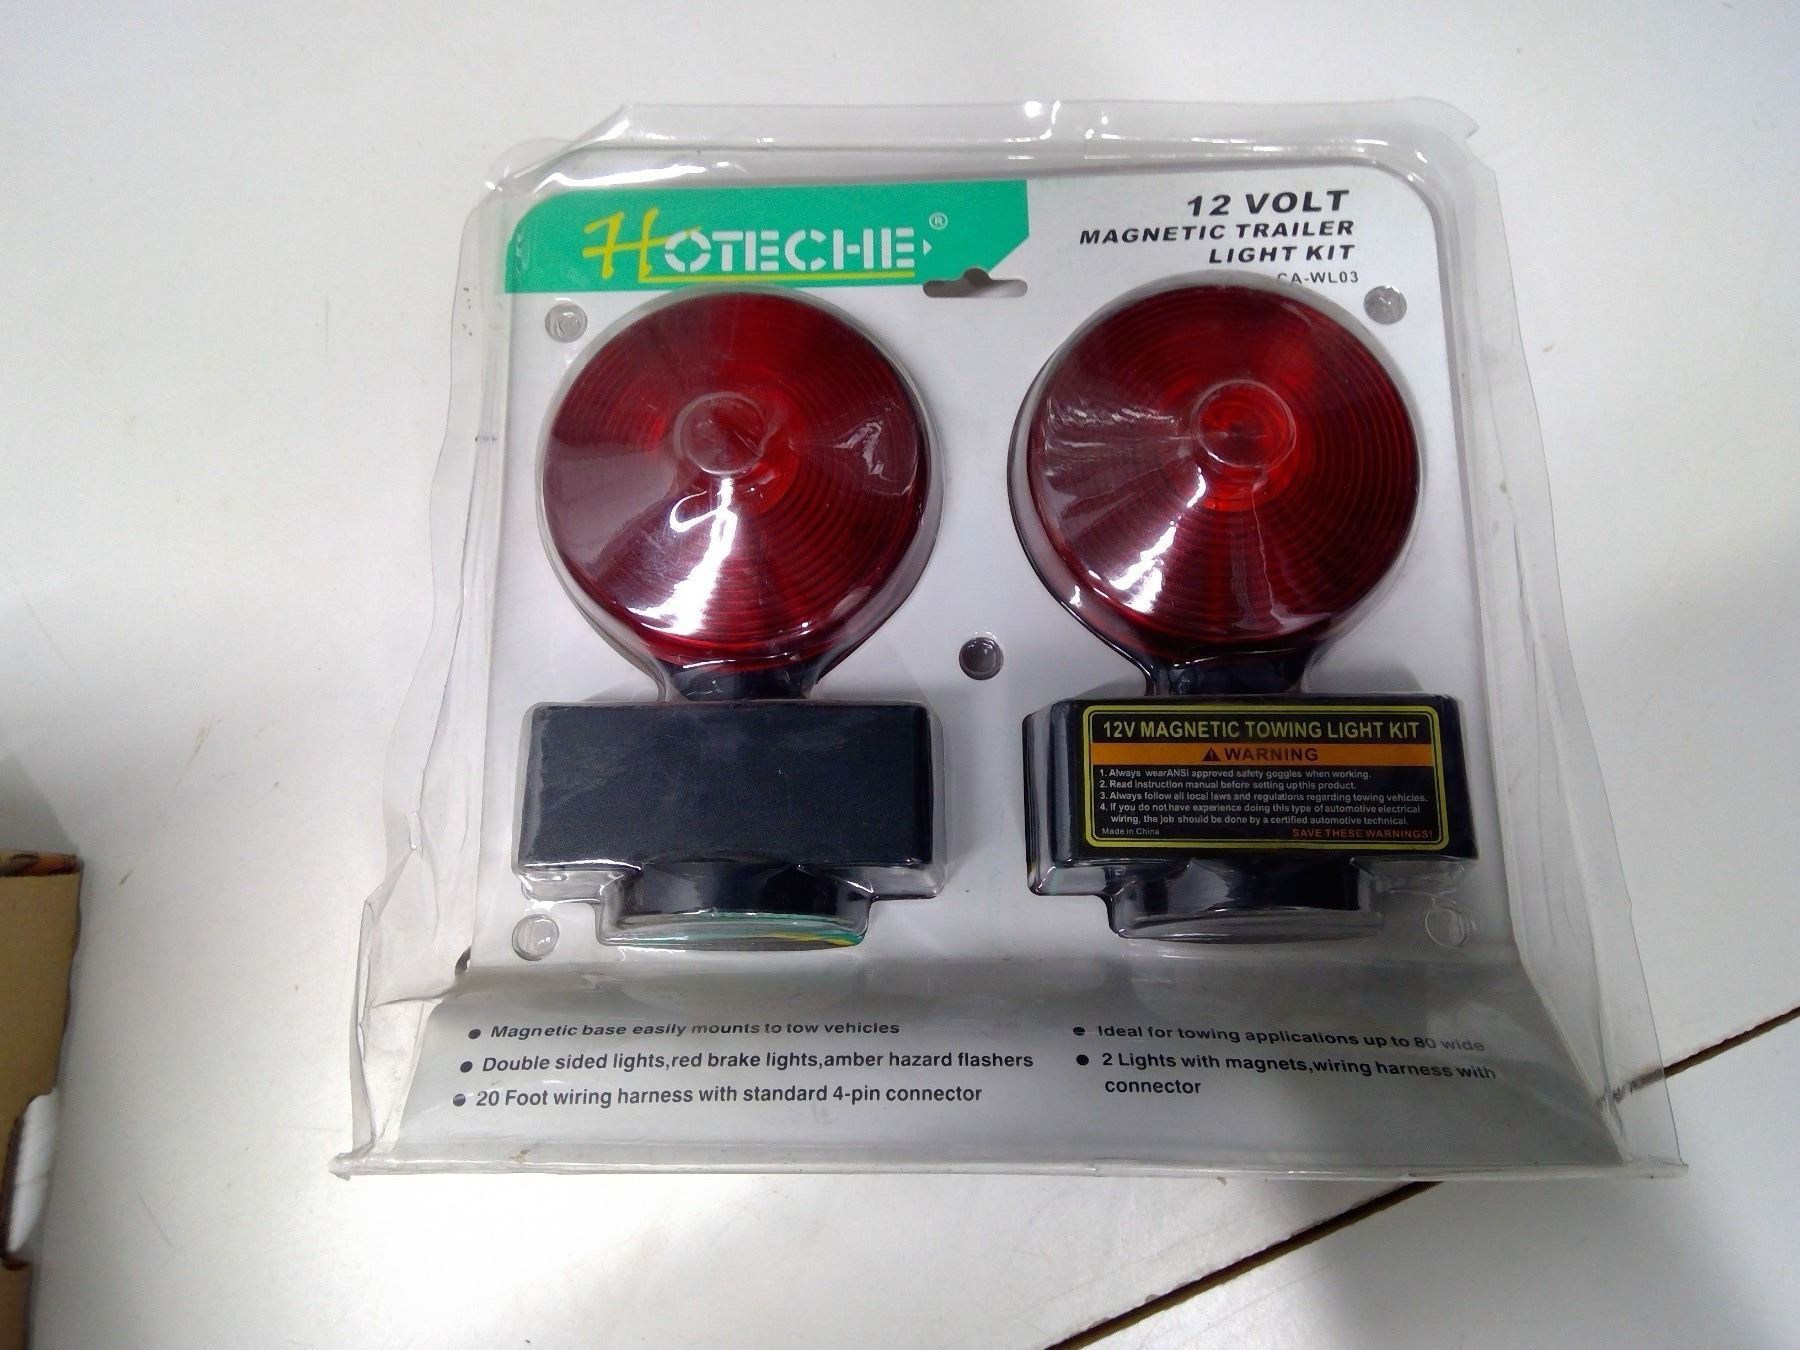 HOTECHE ®
12 VOLT
MAGNETIC TRAILER
LIGHT KIT
CA-WL03
12V MAGNETIC TOWING LIGHT KIT
WARNING
1. Always wearANSI approved safety goggles when working.
2. Read instruction manual before setting upthis product.
3. Always follow all local laws and regulations regarding towing vehicles.
4. If you do not have experience doing this type of automotive electrical
wiring, the job should be done by a certified automotive technical.
Made in China SAVE THESE WARNINGS!
● Magnetic base easily mounts to tow vehicles
● Double sided lights,red brake lights,amber hazard flashers
● 20 Foot wiring harness with standard 4-pin connector
● Ideal for towing applications up to 80 wide
● 2 Lights with magnets,wiring harness with
connector